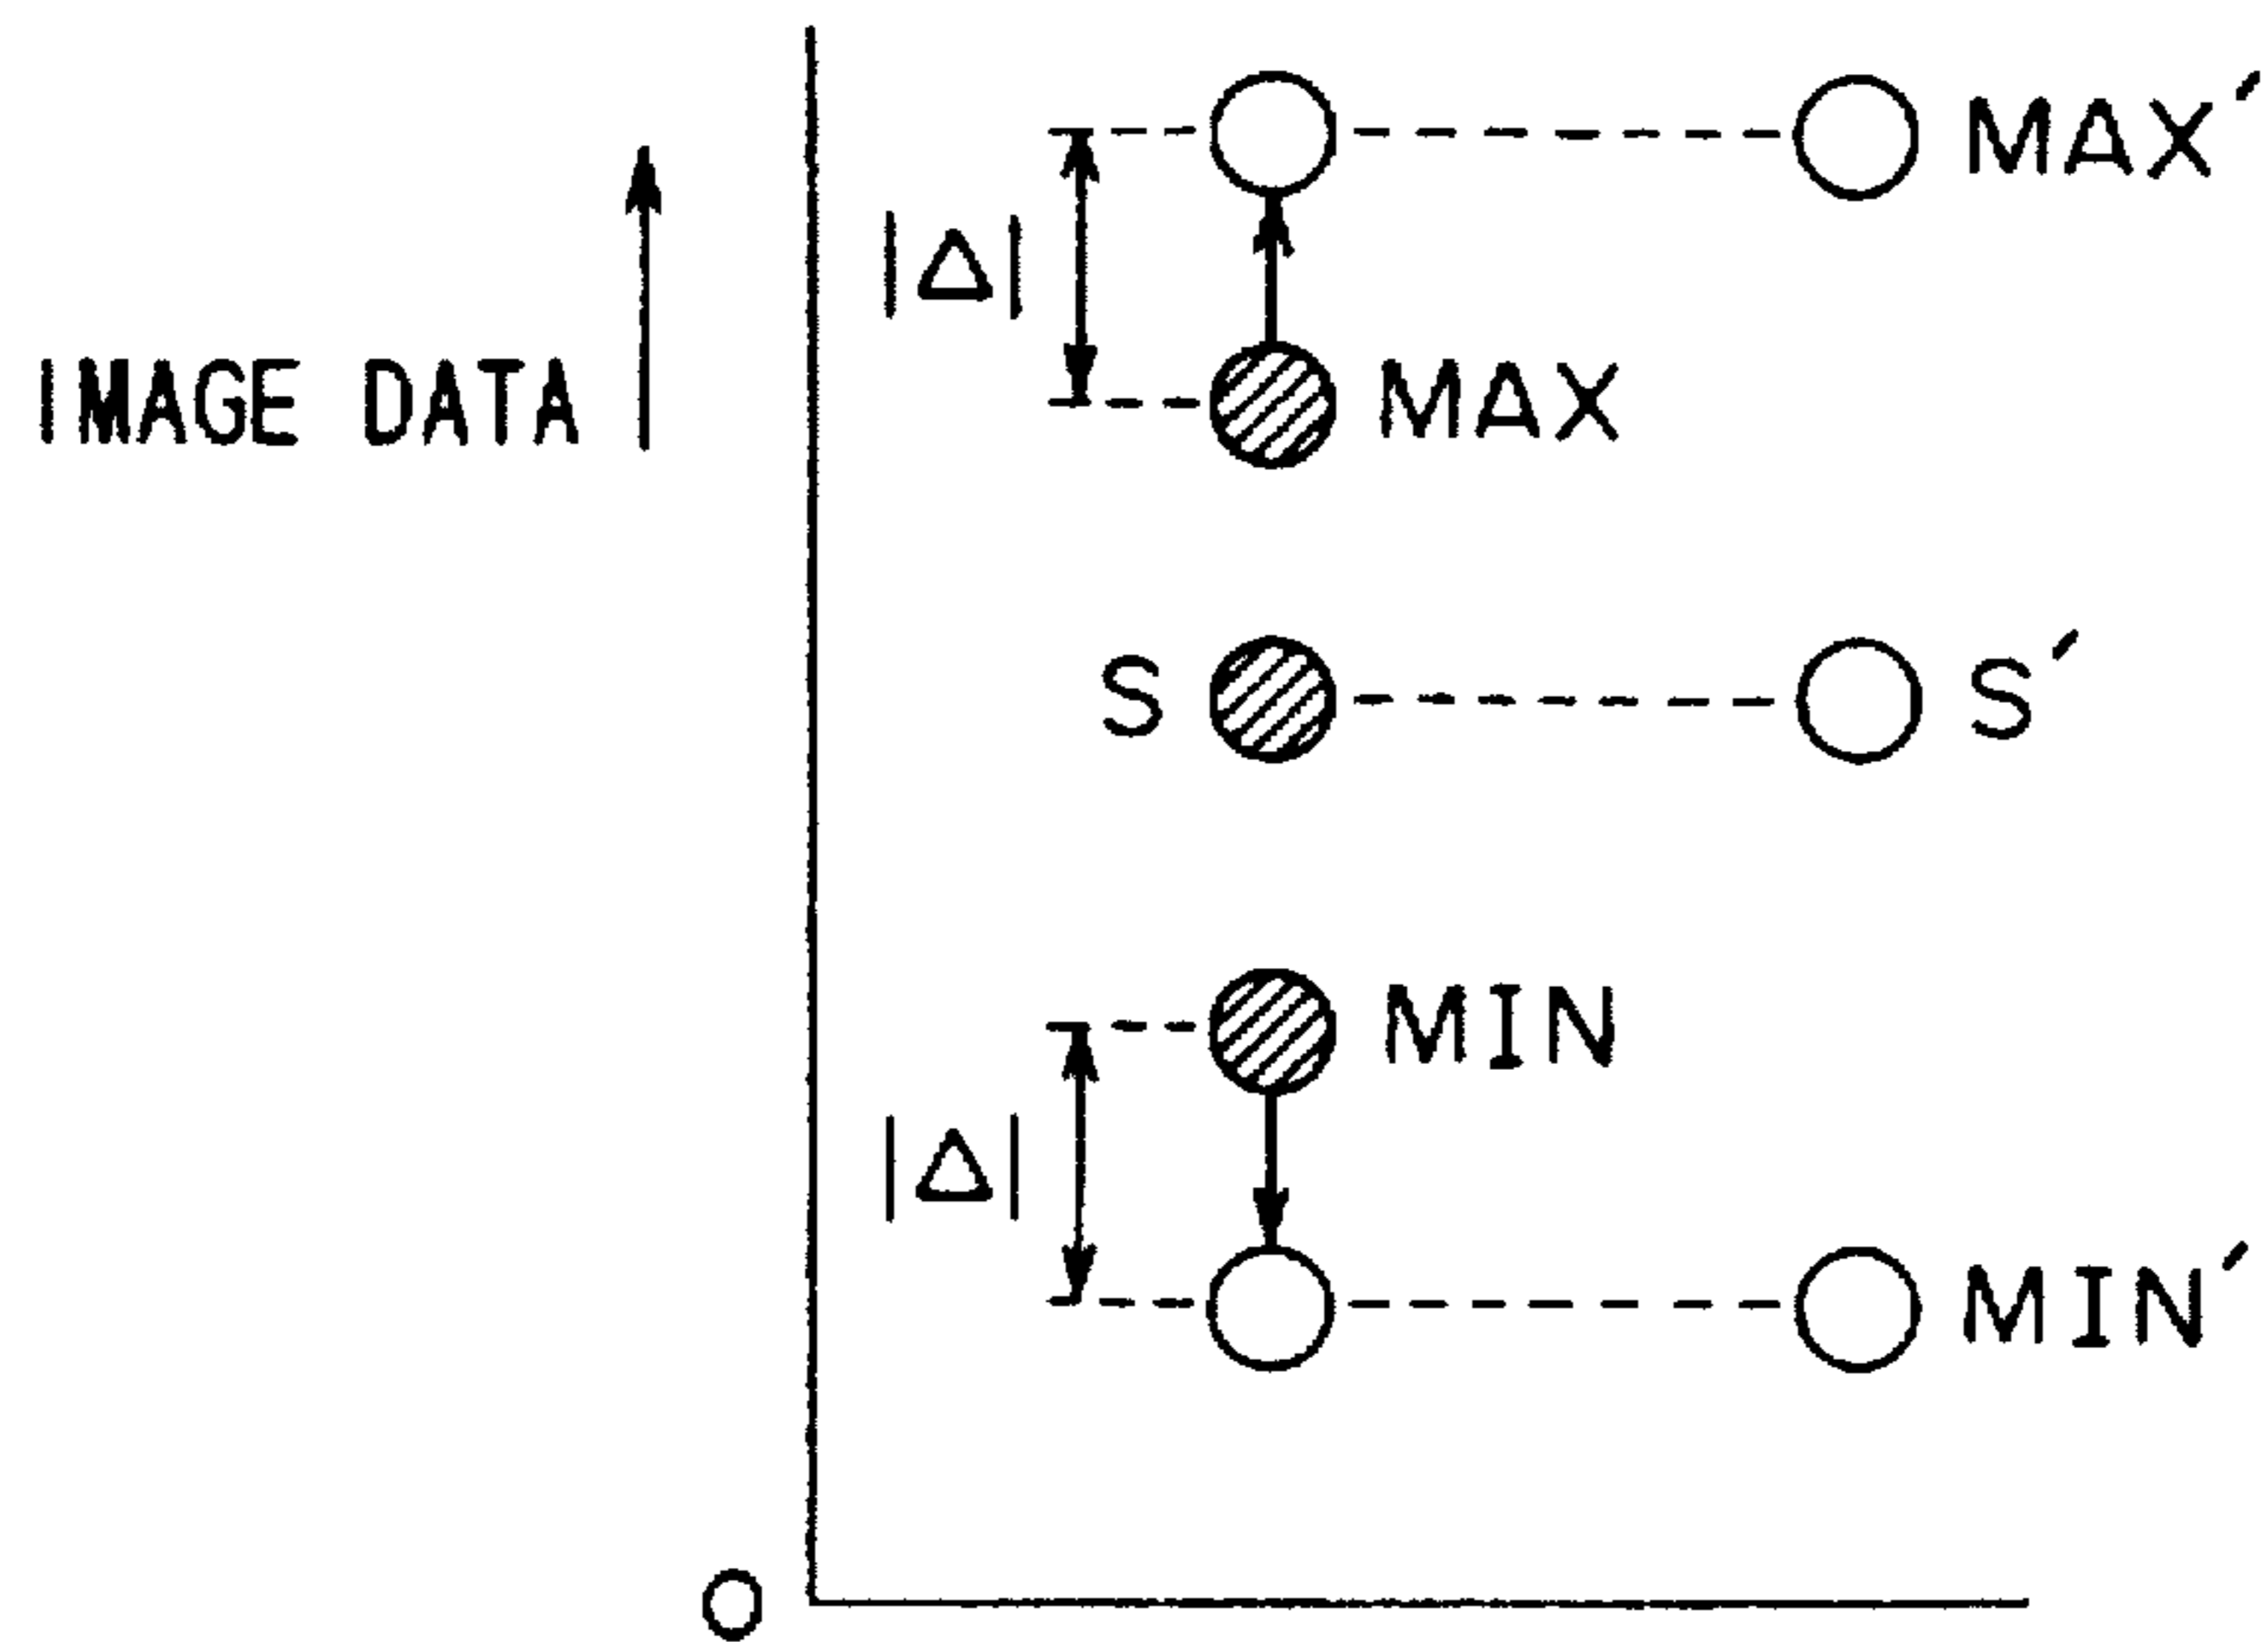 MAX′
|Δ|
IMAGE DATA
MAX
S
S′
MIN
|Δ|
MIN′
O